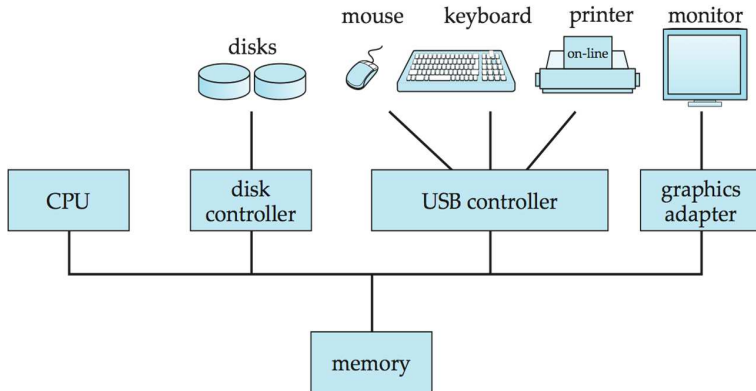 mouse
keyboard
printer
monitor
disks
on-line
CPU
disk
controller
USB controller
graphics
adapter
memory